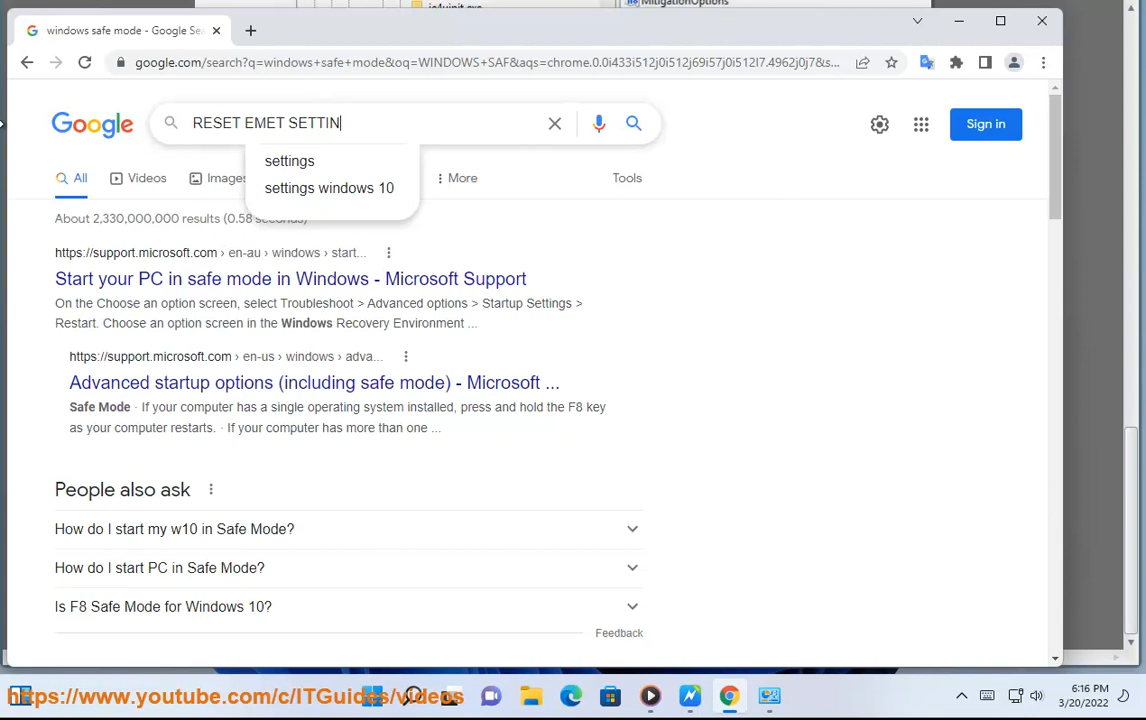 ie4uinit.exe
MitigationOptions
windows safe mode - Google Sea
google.com/search?q=windows+safe+mode&oq=WINDOWS+SAF&aqs=chrome.0.0i433i512j0i512j69i57j0i512l7.4962j0j7&s...
Google
RESET EMET SETTIN
Sign in
settings
settings windows 10
All
Videos
Images
More
Tools
About 2,330,000,000 results (0.58 seconds)
https://support.microsoft.com › en-au › windows › start...
Start your PC in safe mode in Windows - Microsoft Support
On the Choose an option screen, select Troubleshoot > Advanced options > Startup Settings >
Restart. Choose an option screen in the Windows Recovery Environment ...
https://support.microsoft.com › en-us › windows › adva...
Advanced startup options (including safe mode) - Microsoft ...
Safe Mode · If your computer has a single operating system installed, press and hold the F8 key
as your computer restarts. · If your computer has more than one ...
People also ask
How do I start my w10 in Safe Mode?
How do I start PC in Safe Mode?
Is F8 Safe Mode for Windows 10?
Feedback
https://www.youtube.com/c/ITGuides/videos
6:16 PM
3/20/2022